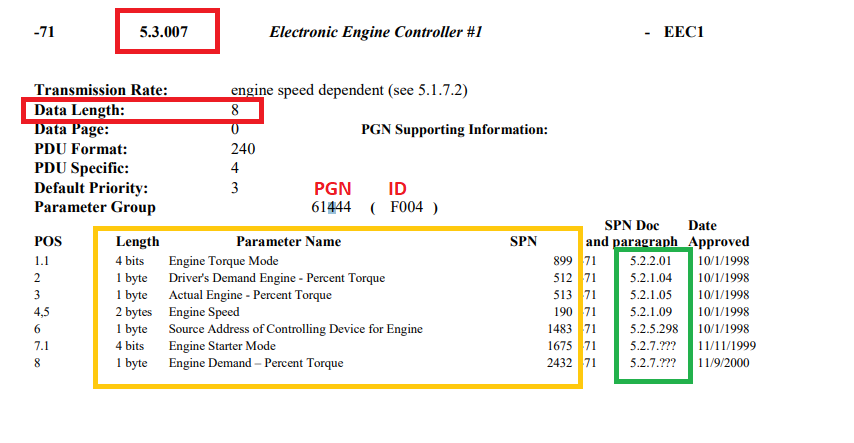 -71 5.3.007 Electronic Engine Controller #1 - EEC1
Transmission Rate: engine speed dependent (see 5.1.7.2)
Data Length: 8
Data Page: 0 PGN Supporting Information:
PDU Format: 240
PDU Specific: 4
Default Priority: 3 PGN ID
Parameter Group 61444 ( F004 )
SPN Doc Date
POS Length Parameter Name SPN and paragraph Approved
1.1 4 bits Engine Torque Mode 899 71 5.2.2.01 10/1/1998
2 1 byte Driver's Demand Engine - Percent Torque 512 71 5.2.1.04 10/1/1998
3 1 byte Actual Engine - Percent Torque 513 71 5.2.1.05 10/1/1998
4,5 2 bytes Engine Speed 190 71 5.2.1.09 10/1/1998
6 1 byte Source Address of Controlling Device for Engine 1483 71 5.2.5.298 10/1/1998
7.1 4 bits Engine Starter Mode 1675 71 5.2.7.??? 11/11/1999
8 1 byte Engine Demand – Percent Torque 2432 71 5.2.7.??? 11/9/2000